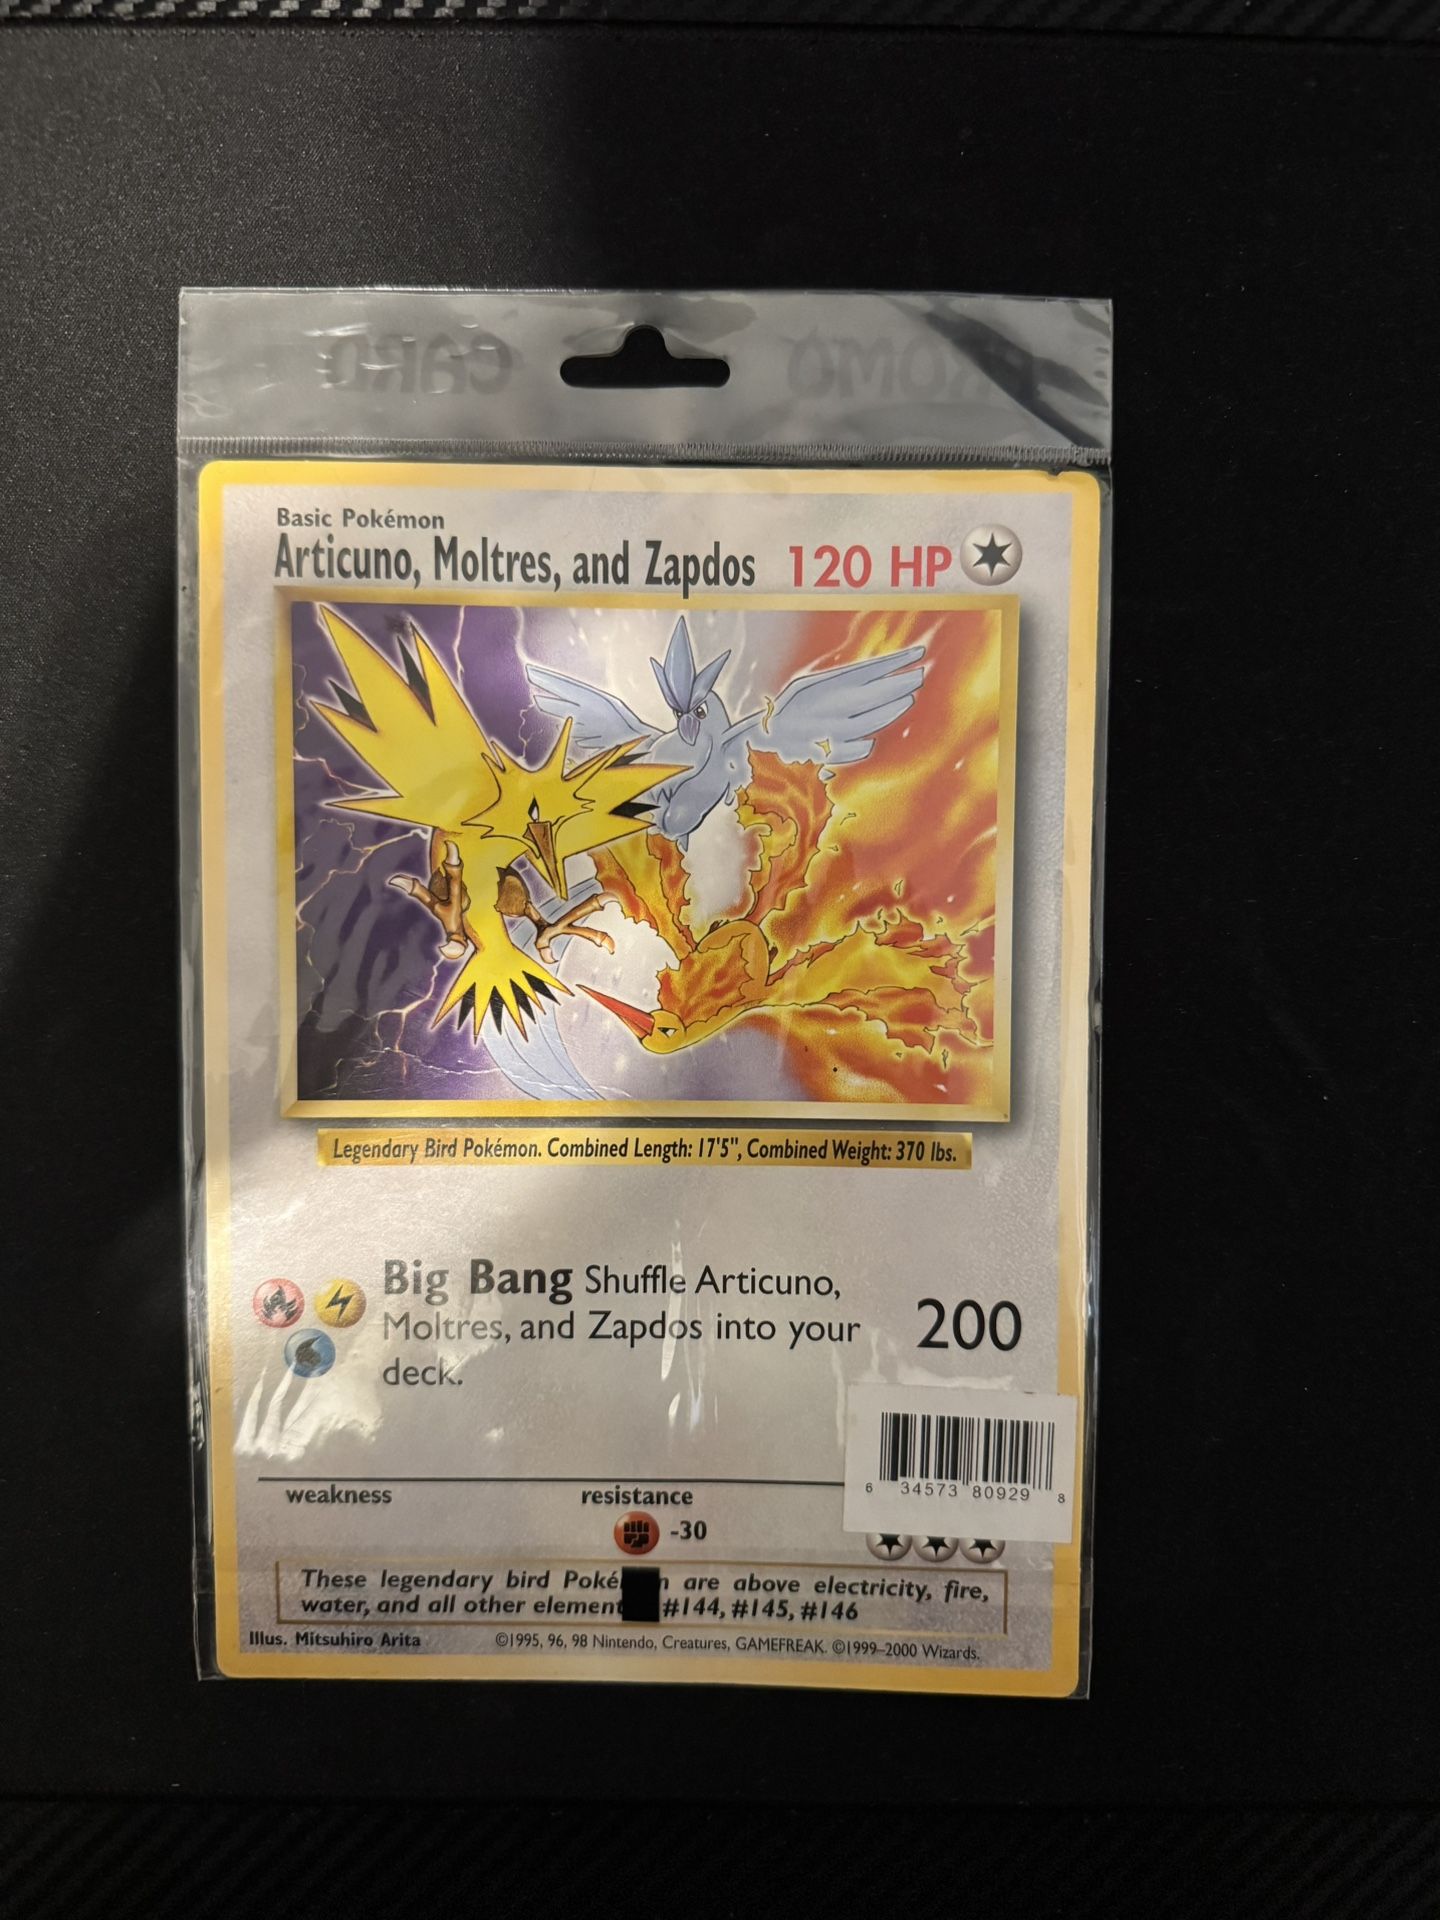 PROMO CARD
Basic Pokémon
Articuno, Moltres, and Zapdos 120 HP
Legendary Bird Pokémon. Combined Length: 17'5", Combined Weight: 370 lbs.
Big Bang Shuffle Articuno,
Moltres, and Zapdos into your
deck.
200
6 34573 80929 8
weakness resistance
-30
These legendary bird Poké n are above electricity, fire,
water, and all other element #144, #145, #146
Illus. Mitsuhiro Arita ©1995, 96, 98 Nintendo, Creatures, GAMEFREAK. ©1999–2000 Wizards.